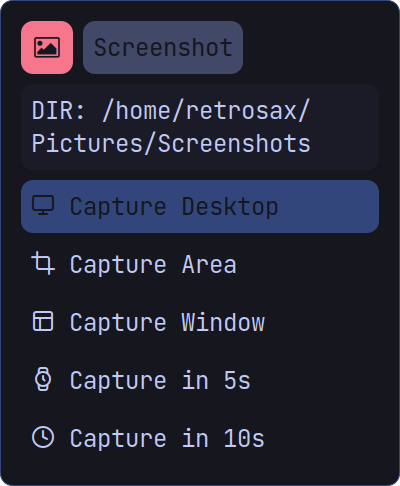 Screenshot
DIR: /home/retrosax/
Pictures/Screenshots
Capture Desktop
Capture Area
Capture Window
Capture in 5s
Capture in 10s